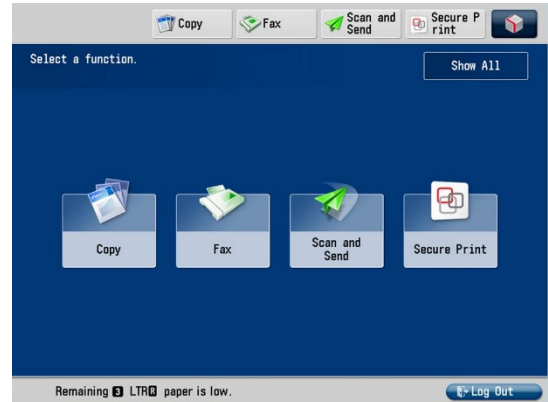 Copy
Fax
Scan and
Send
Secure P
rint
Select a function.
Show All
Copy
Fax
Scan and
Send
Secure Print
Remaining 3 LTRR paper is low.
Log Out